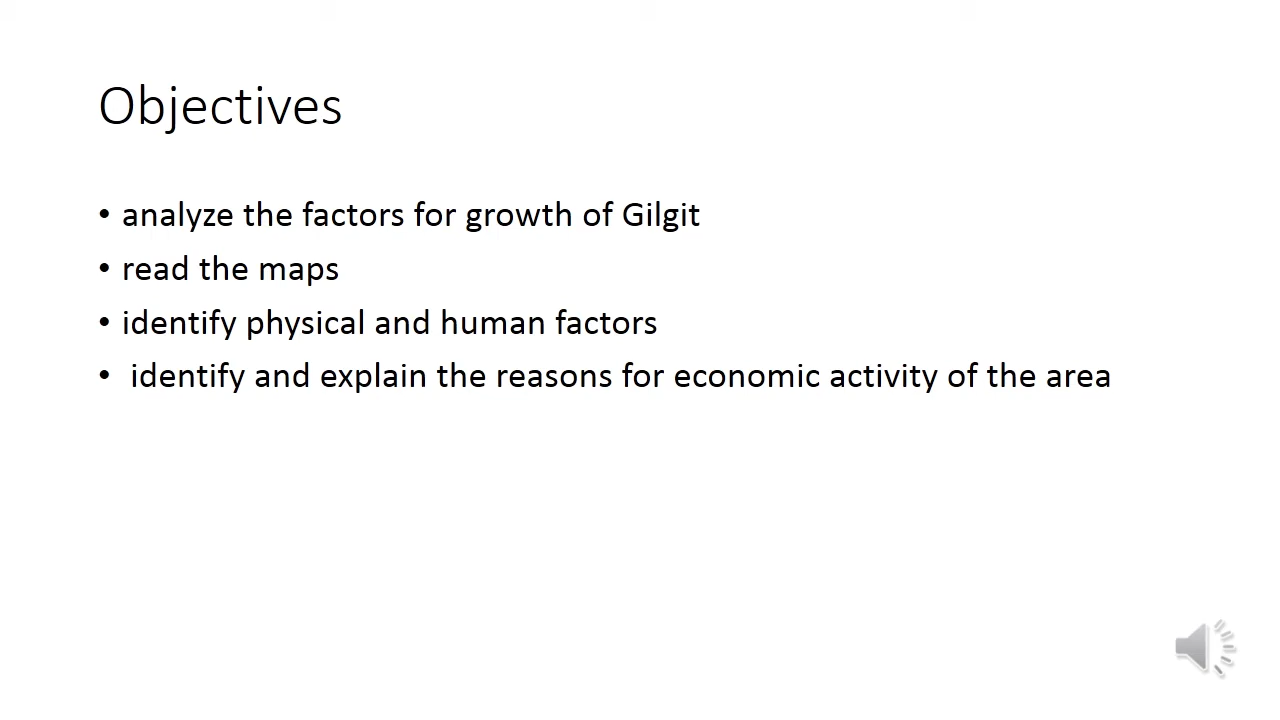 Objectives
• analyze the factors for growth of Gilgit
• read the maps
• identify physical and human factors
• identify and explain the reasons for economic activity of the area